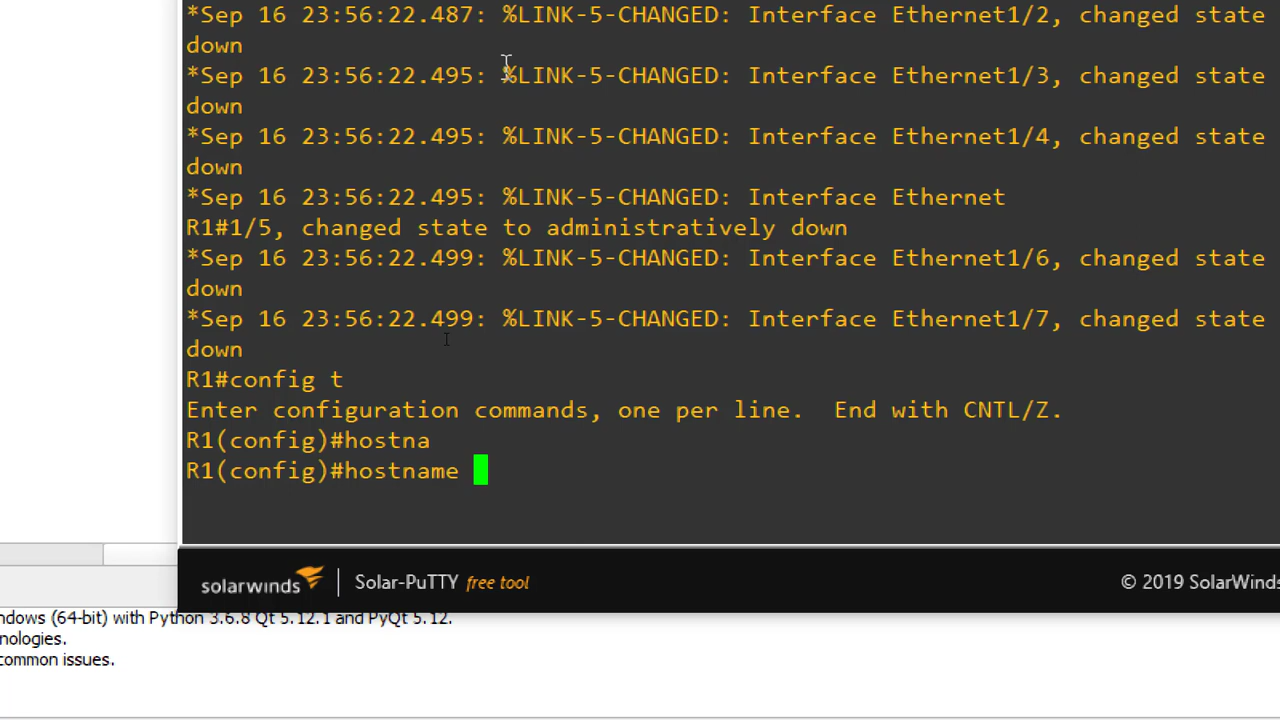 *Sep 16 23:56:22.487: %LINK-5-CHANGED: Interface Ethernet1/2, changed state
down
*Sep 16 23:56:22.495: %LINK-5-CHANGED: Interface Ethernet1/3, changed state
down
*Sep 16 23:56:22.495: %LINK-5-CHANGED: Interface Ethernet1/4, changed state
down
*Sep 16 23:56:22.495: %LINK-5-CHANGED: Interface Ethernet
R1#1/5, changed state to administratively down
*Sep 16 23:56:22.499: %LINK-5-CHANGED: Interface Ethernet1/6, changed state
down
*Sep 16 23:56:22.499: %LINK-5-CHANGED: Interface Ethernet1/7, changed state
down
R1#config t
Enter configuration commands, one per line.  End with CNTL/Z.
R1(config)#hostna
R1(config)#hostname
solarwinds | Solar-PuTTY free tool © 2019 SolarWinds
ndows (64-bit) with Python 3.6.8 Qt 5.12.1 and PyQt 5.12.
nologies.
common issues.